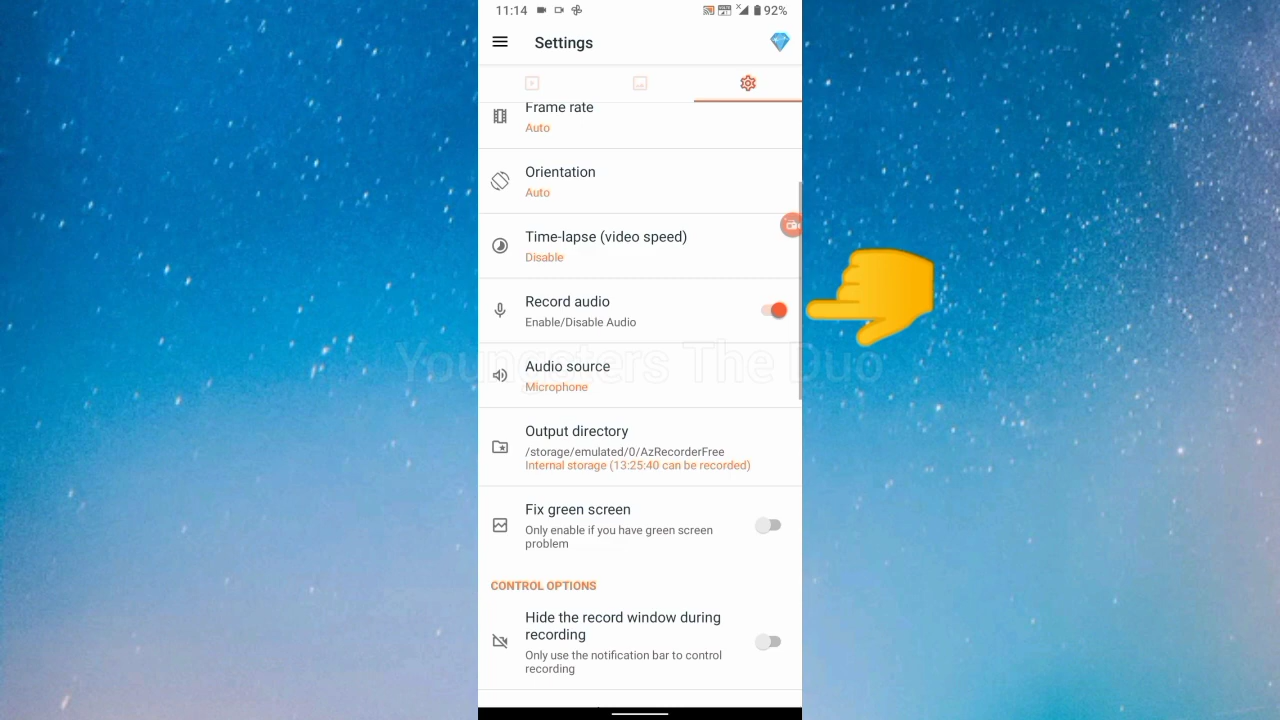 11:14
92%
Settings
Frame rate
Auto
Orientation
Auto
Time-lapse (video speed)
Disable
Record audio
Enable/Disable Audio
Youngsters The Duo
Audio source
Microphone
Output directory
/storage/emulated/0/AzRecorderFree
Internal storage (13:25:40 can be recorded)
Fix green screen
Only enable if you have green screen
problem
CONTROL OPTIONS
Hide the record window during
recording
Only use the notification bar to control
recording